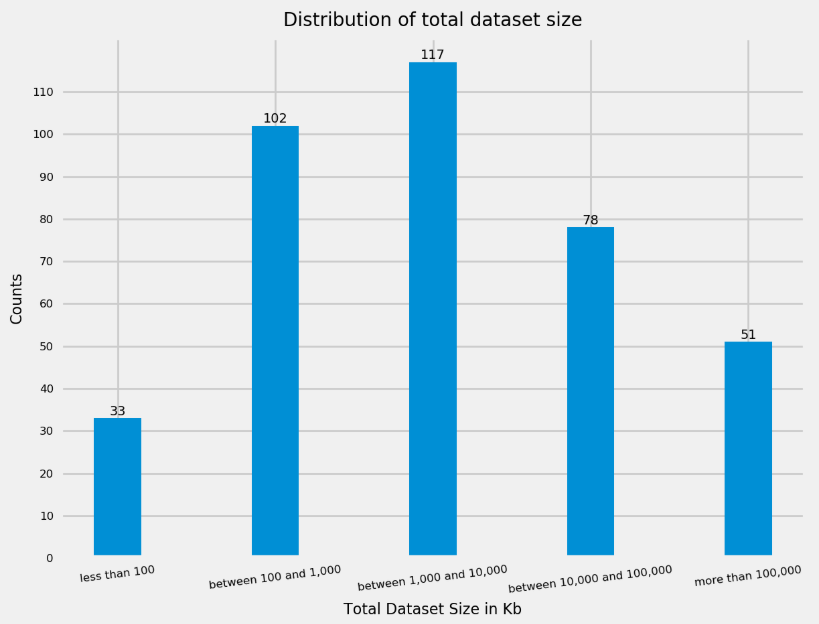 Distribution of total dataset size
Counts
110
100
90
80
70
60
50
40
30
20
10
0
33
102
117
78
51
less than 100
between 100 and 1,000
between 1,000 and 10,000
between 10,000 and 100,000
more than 100,000
Total Dataset Size in Kb